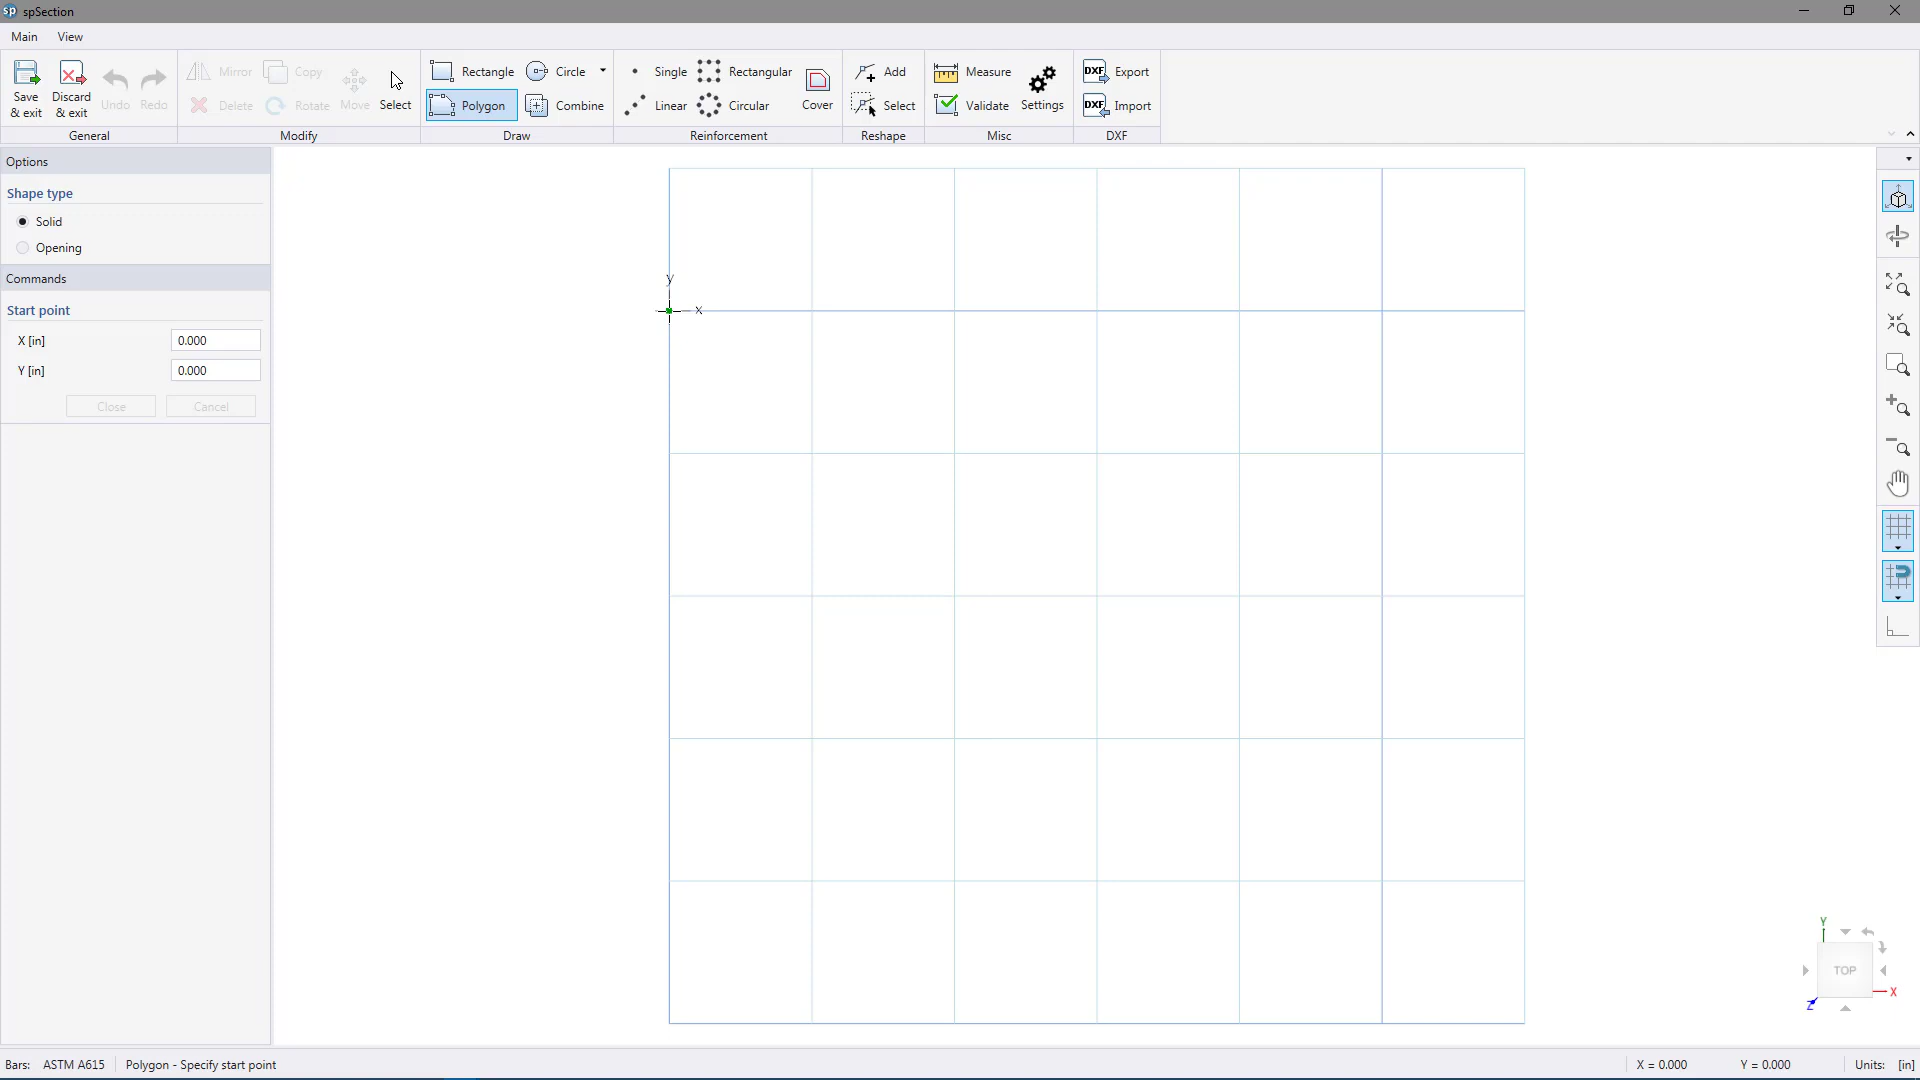 spSection
Main View
Save & exit Discard & exit Undo Redo Mirror Copy Delete Rotate Move Select Rectangle Circle Polygon Combine Single Rectangular Linear Circular Cover Add Select Measure Validate Settings DXF Export DXF Import
General Modify Draw Reinforcement Reshape Misc DXF
Options
Shape type
Solid
Opening
Commands
Start point
X [in] 0.000
Y [in] 0.000
Close Cancel
y
x
Y
TOP
X
Z
Bars: ASTM A615 Polygon - Specify start point X = 0.000 Y = 0.000 Units: [in]